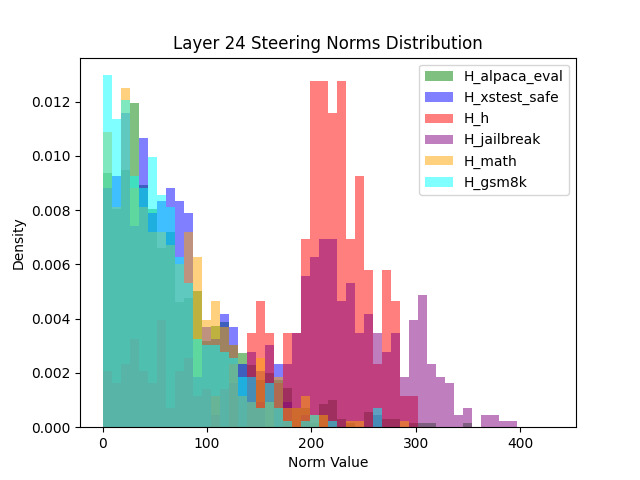 Layer 24 Steering Norms Distribution
H_alpaca_eval
H_xstest_safe
H_h
H_jailbreak
H_math
H_gsm8k
Density
0.012
0.010
0.008
0.006
0.004
0.002
0.000
0
100
200
300
400
Norm Value